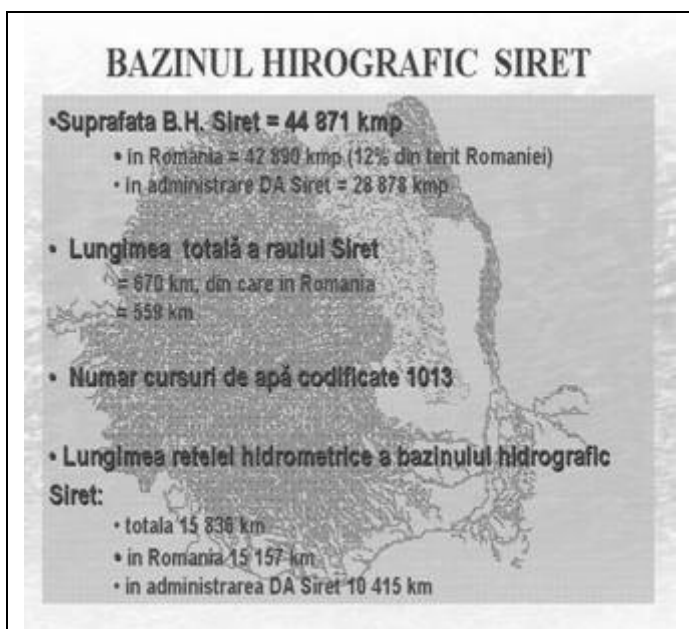 BAZINUL HIROGRAFIC SIRET
•Suprafata B.H. Siret = 44 871 kmp
• in Romania = 42 890 kmp (12% din terit Romaniei)
• in administrare DA Siret = 28 878 kmp
• Lungimea totală a raului Siret
= 670 km, din care in Romania
= 559 km
• Numar cursuri de apă codificate 1013
• Lungimea retelei hidrometrice a bazinului hidrografic
Siret:
• totala 15 836 km
• in Romania 15 157 km
• in administrarea DA Siret 10 415 km